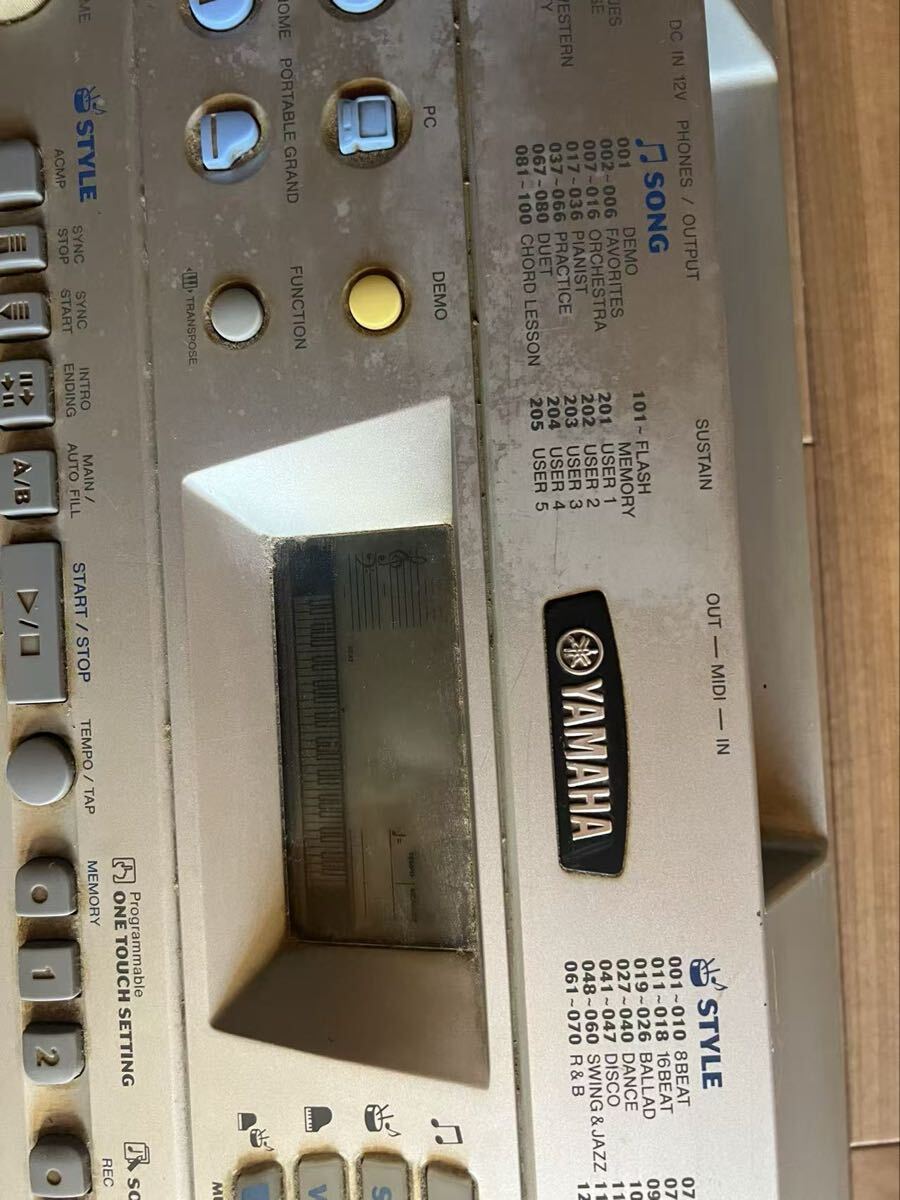 DC IN 12V
PHONES / OUTPUT
SUSTAIN
OUT — MIDI — IN
SONG
001 DEMO
002~006 FAVORITES
007~016 ORCHESTRA
017~036 PIANIST
037~066 PRACTICE
067~080 DUET
081~100 CHORD LESSON
101~ FLASH
MEMORY
201 USER 1
202 USER 2
203 USER 3
204 USER 4
205 USER 5
YAMAHA
STYLE
001~010 8BEAT
011~018 16BEAT
019~026 BALLAD
027~040 DANCE
041~047 DISCO
048~060 SWING & JAZZ
061~070 R & B
PC
DEMO
PORTABLE GRAND
FUNCTION
TRANSPOSE
STYLE
ACMP
SYNC
STOP
SYNC
START
INTRO
ENDING
MAIN /
AUTO FILL
A/B
START / STOP
TEMPO / TAP
MEMORY
Programmable
ONE TOUCH SETTING
1
2
REC